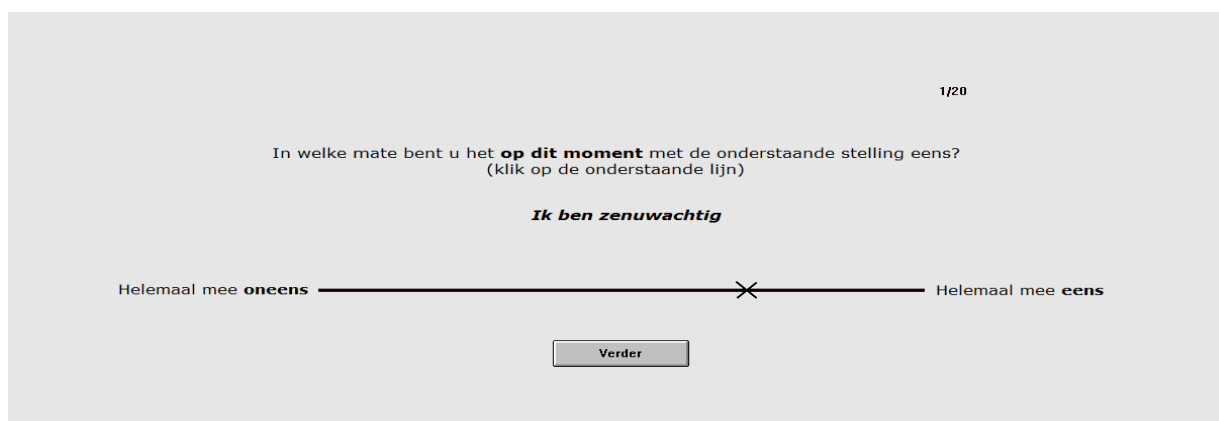 1/20
In welke mate bent u het op dit moment met de onderstaande stelling eens?
(klik op de onderstaande lijn)
Ik ben zenuwachtig
Helemaal mee oneens
Helemaal mee eens
Verder